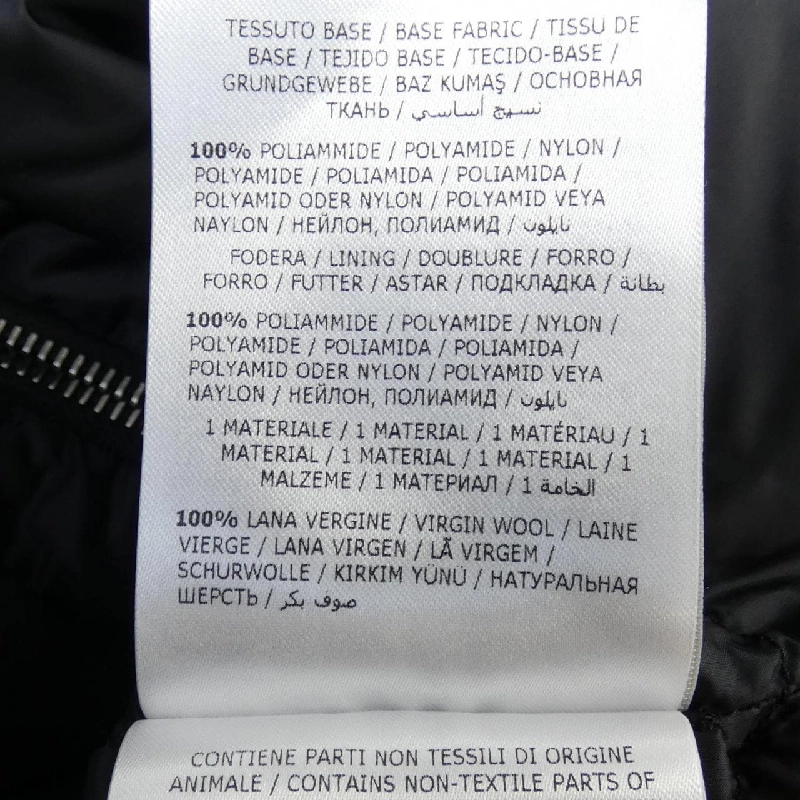 TESSUTO BASE / BASE FABRIC / TISSU DE
BASE / TEJIDO BASE / TECIDO-BASE /
GRUNDGEWEBE / BAZ KUMAŞ / ОСНОВНАЯ
ТКАНЬ / نسيج أساسي
100% POLIAMMIDE / POLYAMIDE / NYLON /
POLYAMIDE / POLIAMIDA / POLIAMIDA /
POLYAMID ODER NYLON / POLYAMID VEYA
NAYLON / НЕЙЛОН, ПОЛИАМИД / نايلون
FODERA / LINING / DOUBLURE / FORRO /
FORRO / FUTTER / ASTAR / ПОДКЛАДКА / بطانة
100% POLIAMMIDE / POLYAMIDE / NYLON /
POLYAMIDE / POLIAMIDA / POLIAMIDA /
POLYAMID ODER NYLON / POLYAMID VEYA
NAYLON / НЕЙЛОН, ПОЛИАМИД / نايلون
1 MATERIALE / 1 MATERIAL / 1 MATÉRIAU / 1
MATERIAL / 1 MATERIAL / 1 MATERIAL / 1
MALZEME / 1 МАТЕРИАЛ / 1 الخامة
100% LANA VERGINE / VIRGIN WOOL / LAINE
VIERGE / LANA VIRGEN / LÃ VIRGEM /
SCHURWOLLE / KIRKIM YÜNÜ / НАТУРАЛЬНАЯ
ШЕРСТЬ / صوف بكر
CONTIENE PARTI NON TESSILI DI ORIGINE
ANIMALE / CONTAINS NON-TEXTILE PARTS OF